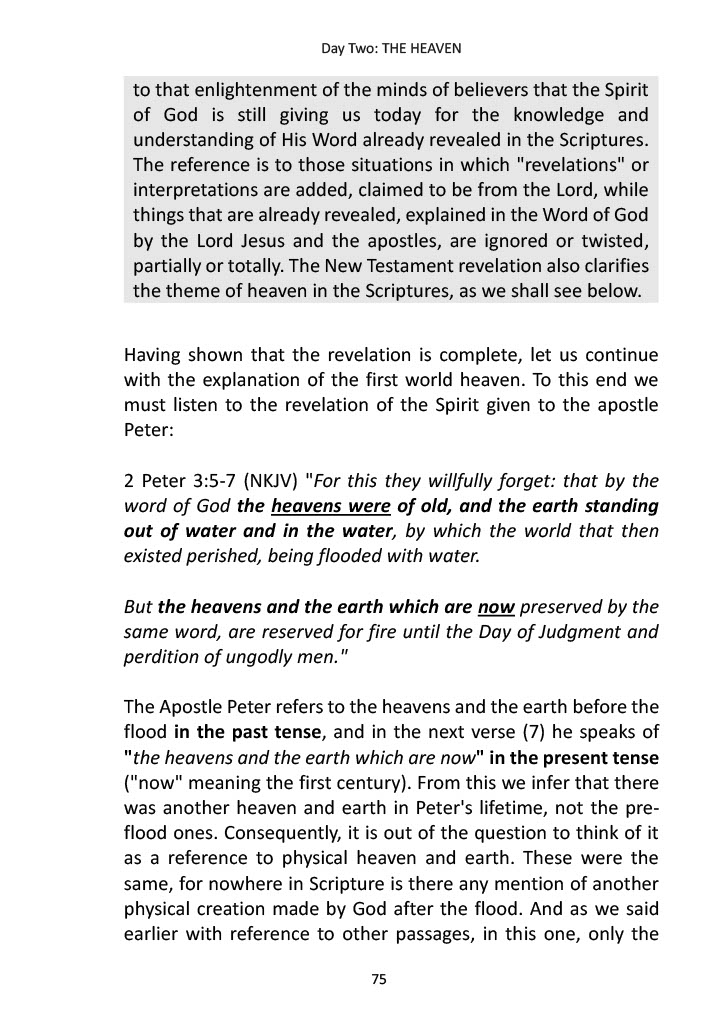 Day Two: THE HEAVEN
to that enlightenment of the minds of believers that the Spirit
of God is still giving us today for the knowledge and
understanding of His Word already revealed in the Scriptures.
The reference is to those situations in which "revelations" or
interpretations are added, claimed to be from the Lord, while
things that are already revealed, explained in the Word of God
by the Lord Jesus and the apostles, are ignored or twisted,
partially or totally. The New Testament revelation also clarifies
the theme of heaven in the Scriptures, as we shall see below.
Having shown that the revelation is complete, let us continue
with the explanation of the first world heaven. To this end we
must listen to the revelation of the Spirit given to the apostle
Peter:
2 Peter 3:5-7 (NKJV) "For this they willfully forget: that by the
word of God the heavens were of old, and the earth standing
out of water and in the water, by which the world that then
existed perished, being flooded with water.
But the heavens and the earth which are now preserved by the
same word, are reserved for fire until the Day of Judgment and
perdition of ungodly men."
The Apostle Peter refers to the heavens and the earth before the
flood in the past tense, and in the next verse (7) he speaks of
"the heavens and the earth which are now" in the present tense
("now" meaning the first century). From this we infer that there
was another heaven and earth in Peter's lifetime, not the pre-
flood ones. Consequently, it is out of the question to think of it
as a reference to physical heaven and earth. These were the
same, for nowhere in Scripture is there any mention of another
physical creation made by God after the flood. And as we said
earlier with reference to other passages, in this one, only the
75